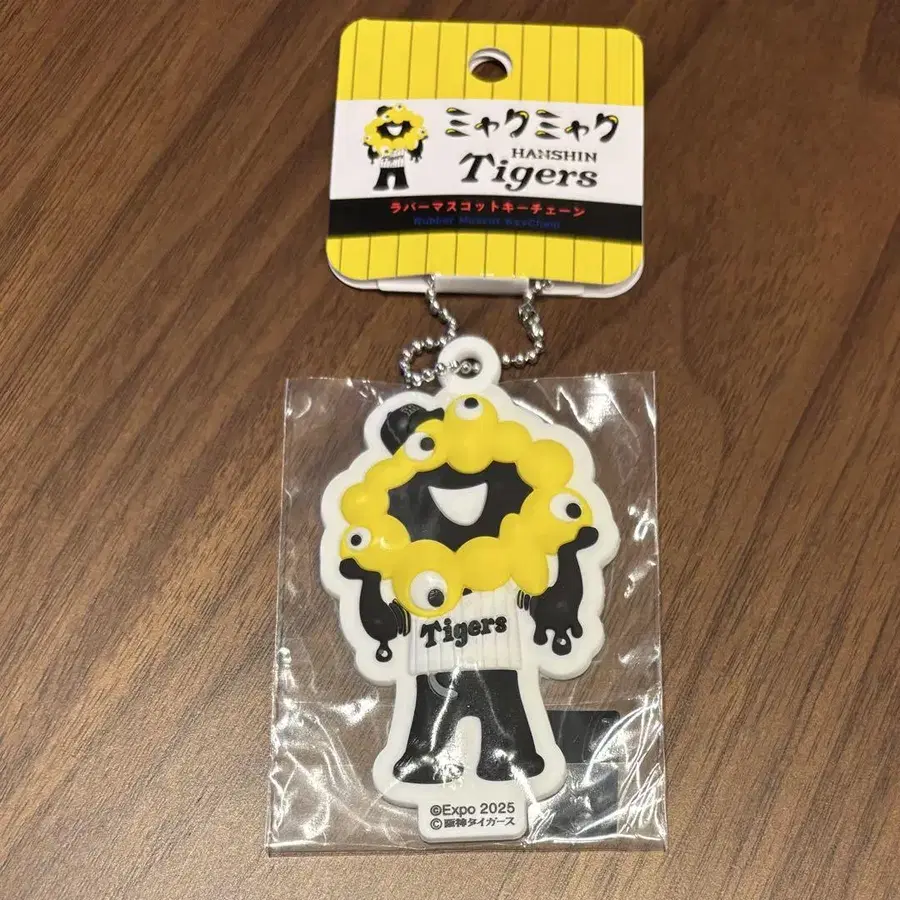 ミャクミャク
HANSHIN
Tigers
ラバーマスコットキーチェーン
Rubber Mascot KeyChain
Tigers
©Expo 2025
© 阪神タイガース